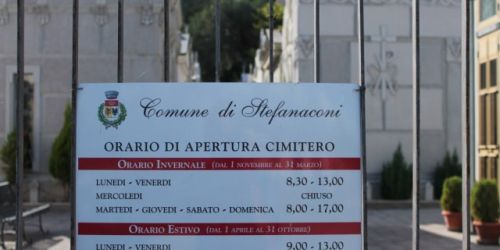 Comune di Stefanaconi
ORARIO DI APERTURA CIMITERO
ORARIO INVERNALE (DAL 1 NOVEMBRE AL 31 MARZO)
LUNEDI - VENERDI 8,30 - 13,00
MERCOLEDI CHIUSO
MARTEDI - GIOVEDI - SABATO - DOMENICA 8,00 - 17,00
ORARIO ESTIVO (DAL 1 APRILE AL 31 OTTOBRE)
LUNEDI - VENERDI 9,00 - 13,00